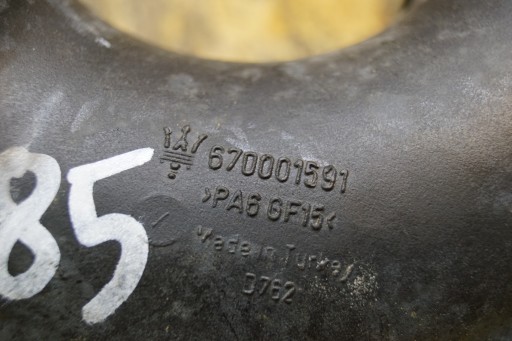 670001591
>PA6 GF15<
85
Made in Turkey
D762